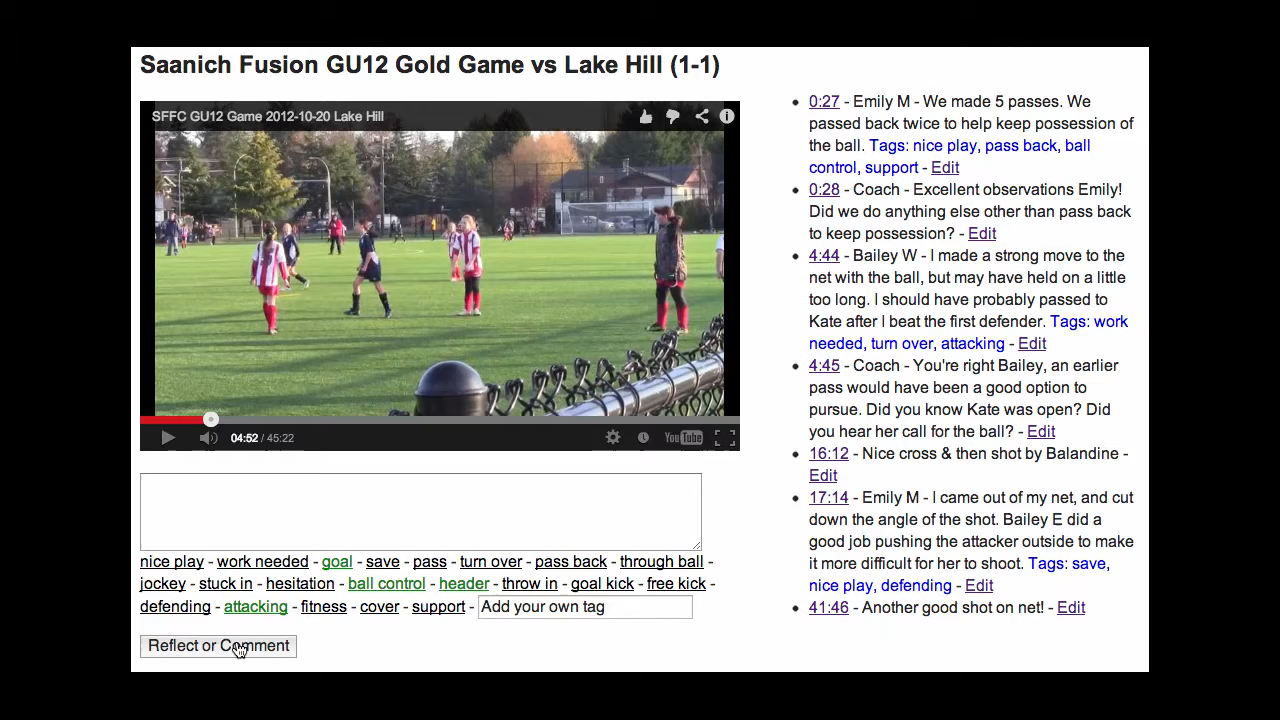 Saanich Fusion GU12 Gold Game vs Lake Hill (1-1)
SFFC GU12 Game 2012-10-20 Lake Hill
04:52 / 45:22
YouTube
nice play - work needed - goal - save - pass - turn over - pass back - through ball -
jockey - stuck in - hesitation - ball control - header - throw in - goal kick - free kick -
defending - attacking - fitness - cover - support - Add your own tag
Reflect or Comment
• 0:27 - Emily M - We made 5 passes. We
passed back twice to help keep possession of
the ball. Tags: nice play, pass back, ball
control, support - Edit
• 0:28 - Coach - Excellent observations Emily!
Did we do anything else other than pass back
to keep possession? - Edit
• 4:44 - Bailey W - I made a strong move to the
net with the ball, but may have held on a little
too long. I should have probably passed to
Kate after I beat the first defender. Tags: work
needed, turn over, attacking - Edit
• 4:45 - Coach - You're right Bailey, an earlier
pass would have been a good option to
pursue. Did you know Kate was open? Did
you hear her call for the ball? - Edit
• 16:12 - Nice cross & then shot by Balandine -
Edit
• 17:14 - Emily M - I came out of my net, and cut
down the angle of the shot. Bailey E did a
good job pushing the attacker outside to make
it more difficult for her to shoot. Tags: save,
nice play, defending - Edit
• 41:46 - Another good shot on net! - Edit